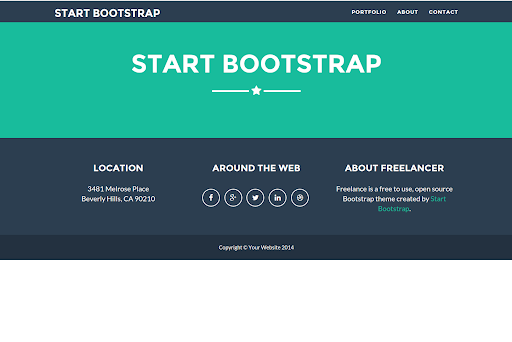 START BOOTSTRAP
PORTFOLIO ABOUT CONTACT
START BOOTSTRAP
LOCATION
3481 Melrose Place
Beverly Hills, CA 90210
AROUND THE WEB
ABOUT FREELANCER
Freelance is a free to use, open source
Bootstrap theme created by Start
Bootstrap.
Copyright © Your Website 2014